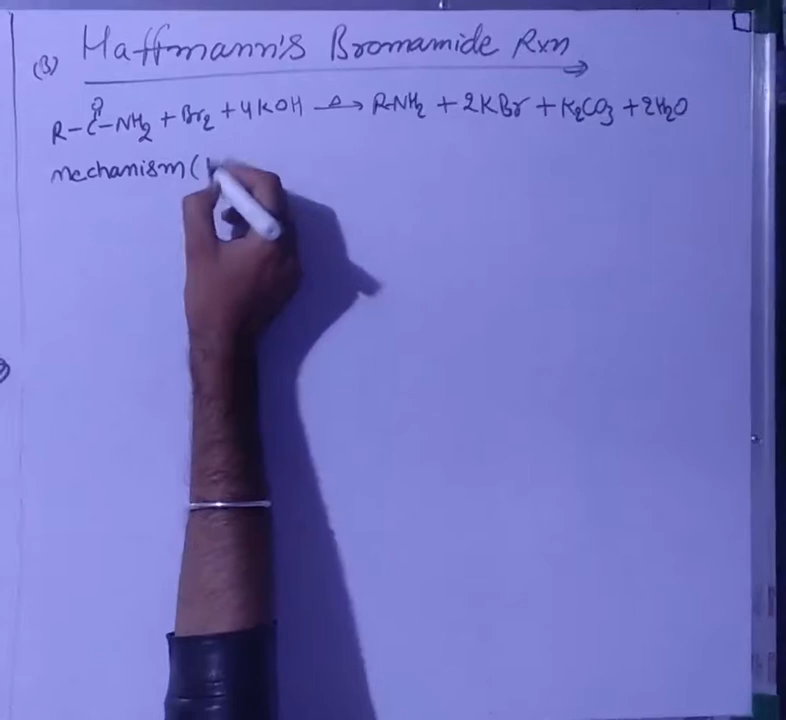 (3) Haffmann's Bromamide Rxn
R-C-NH2 + Br2 + 4KOH △→ R-NH2 + 2KBr + K2CO3 + 2H2O
O
mechanism (